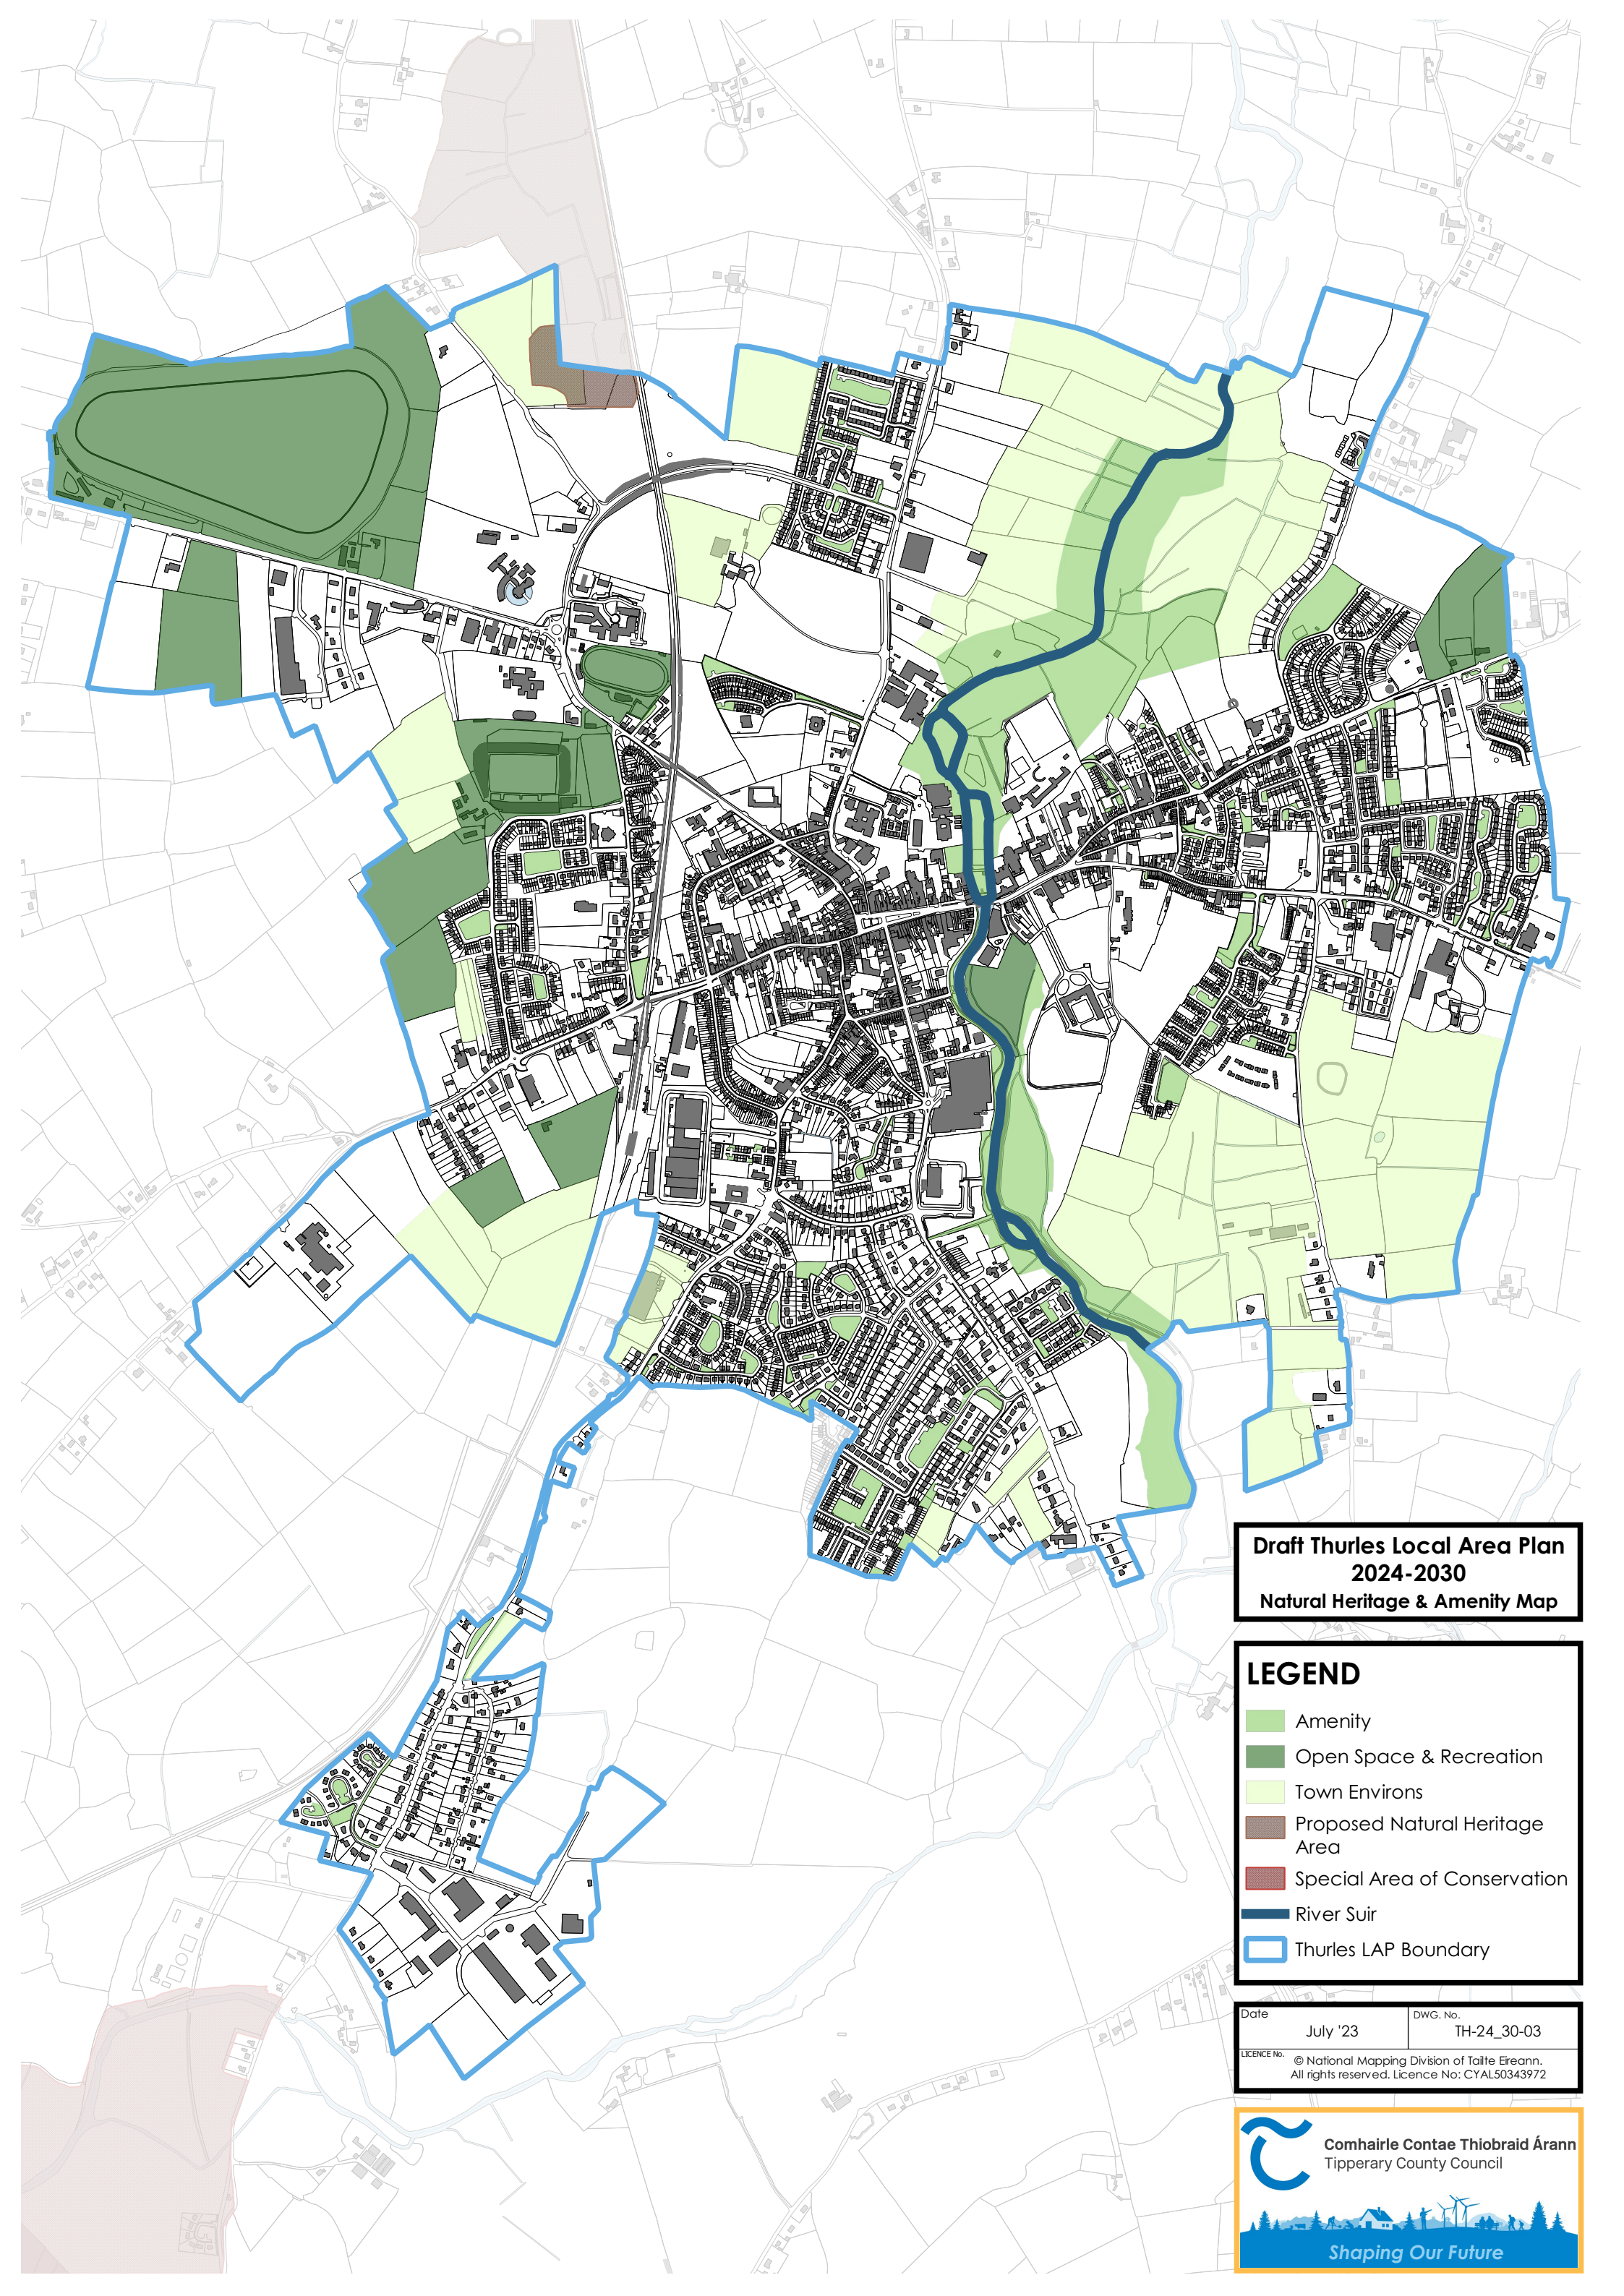 Draft Thurles Local Area Plan
2024-2030
Natural Heritage & Amenity Map
LEGEND
Amenity
Open Space & Recreation
Town Environs
Proposed Natural Heritage
Area
Special Area of Conservation
River Suir
Thurles LAP Boundary
Date
July '23
DWG. No.
TH-24_30-03
LICENCE No.
© National Mapping Division of Tailte Eireann.
All rights reserved. Licence No: CYAL50343972
Comhairle Contae Thiobraid Árann
Tipperary County Council
Shaping Our Future